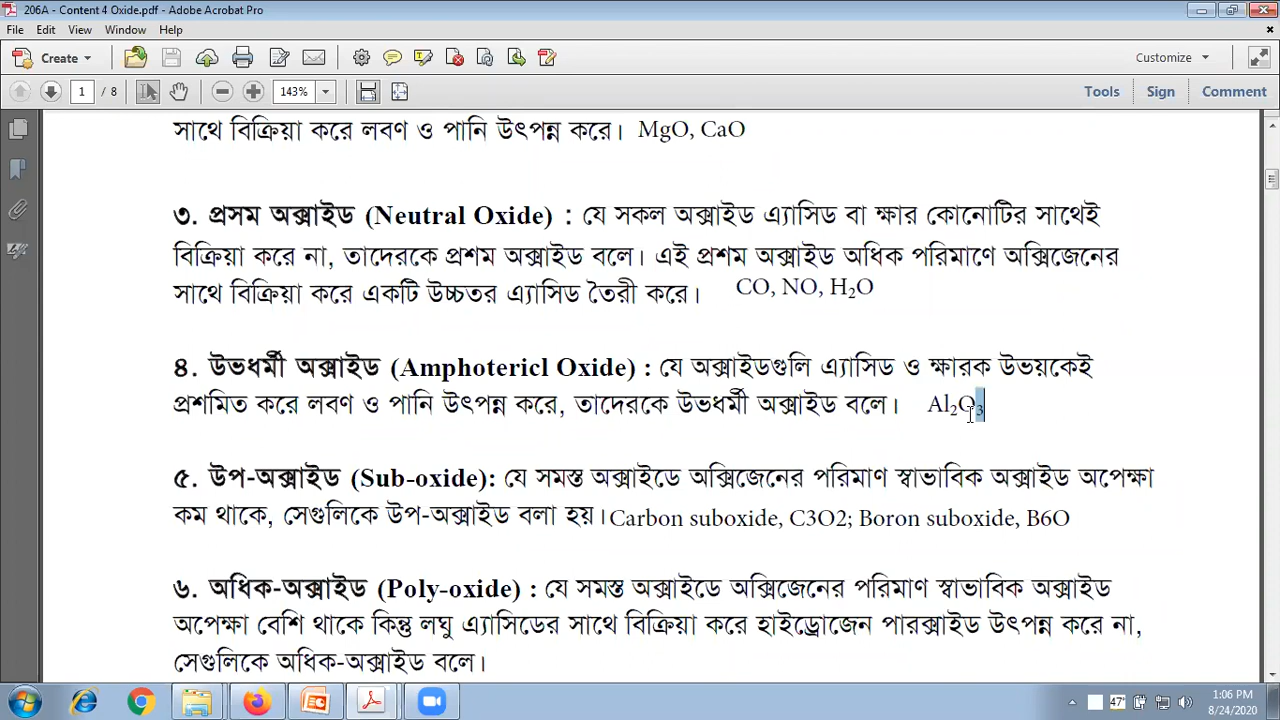 206A - Content 4 Oxide.pdf - Adobe Acrobat Pro
File Edit View Window Help
Create Customize
1 / 8 143% Tools Sign Comment
সাথে বিক্রিয়া করে লবণ ও পানি উৎপন্ন করে। MgO, CaO
৩. প্রসম অক্সাইড (Neutral Oxide) : যে সকল অক্সাইড এ্যাসিড বা ক্ষার কোনোটির সাথেই
বিক্রিয়া করে না, তাদেরকে প্রশম অক্সাইড বলে। এই প্রশম অক্সাইড অধিক পরিমাণে অক্সিজেনের
সাথে বিক্রিয়া করে একটি উচ্চতর এ্যাসিড তৈরী করে। CO, NO, H₂O
৪. উভধর্মী অক্সাইড (Amphotericl Oxide) : যে অক্সাইডগুলি এ্যাসিড ও ক্ষারক উভয়কেই
প্রশমিত করে লবণ ও পানি উৎপন্ন করে, তাদেরকে উভধর্মী অক্সাইড বলে। Al₂O₃
৫. উপ-অক্সাইড (Sub-oxide): যে সমস্ত অক্সাইডে অক্সিজেনের পরিমাণ স্বাভাবিক অক্সাইড অপেক্ষা
কম থাকে, সেগুলিকে উপ-অক্সাইড বলা হয়। Carbon suboxide, C3O2; Boron suboxide, B6O
৬. অধিক-অক্সাইড (Poly-oxide) : যে সমস্ত অক্সাইডে অক্সিজেনের পরিমাণ স্বাভাবিক অক্সাইড
অপেক্ষা বেশি থাকে কিন্তু লঘু এ্যাসিডের সাথে বিক্রিয়া করে হাইড্রোজেন পারক্সাইড উৎপন্ন করে না,
সেগুলিকে অধিক-অক্সাইড বলে।
47° 1:06 PM
8/24/2020